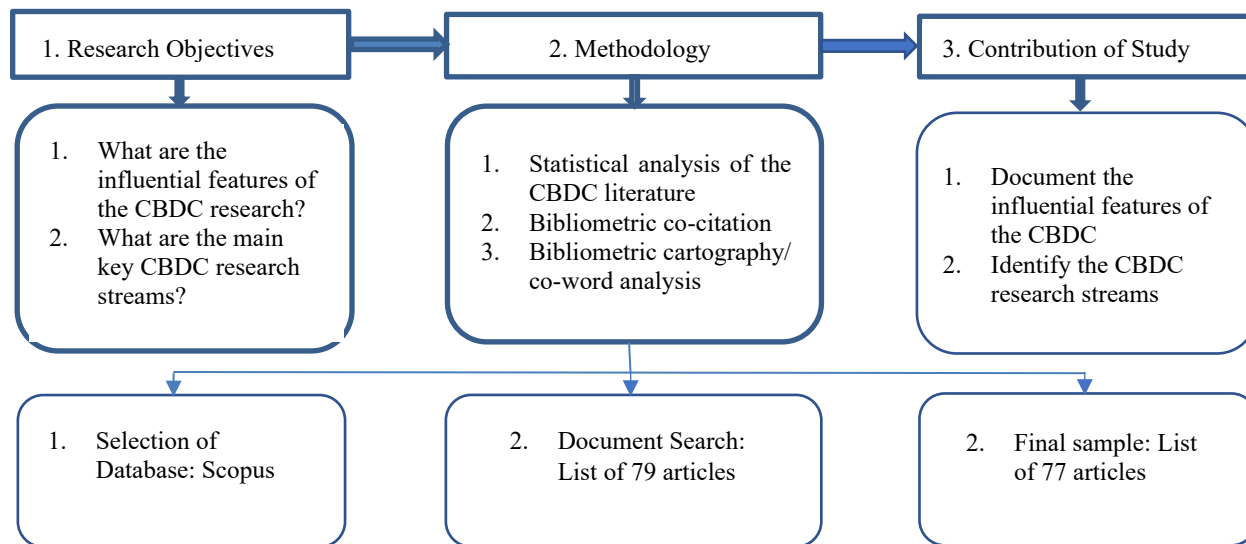 1. Research Objectives
2. Methodology
3. Contribution of Study
1. What are the
influential features of
the CBDC research?
2. What are the main
key CBDC research
streams?
1. Statistical analysis of the
CBDC literature
2. Bibliometric co-citation
3. Bibliometric cartography/
co-word analysis
1. Document the
influential features of
the CBDC
2. Identify the CBDC
research streams
1. Selection of
Database: Scopus
2. Document Search:
List of 79 articles
2. Final sample: List
of 77 articles